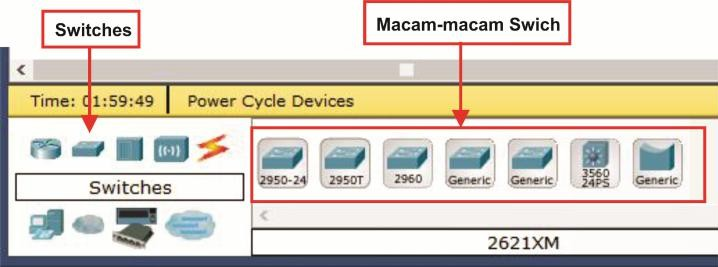 Switches
Macam-macam Swich
Time: 01:59:49
Power Cycle Devices
2950-24
2950T
2960
Generic
Generic
3560
24PS
Generic
Switches
2621XM